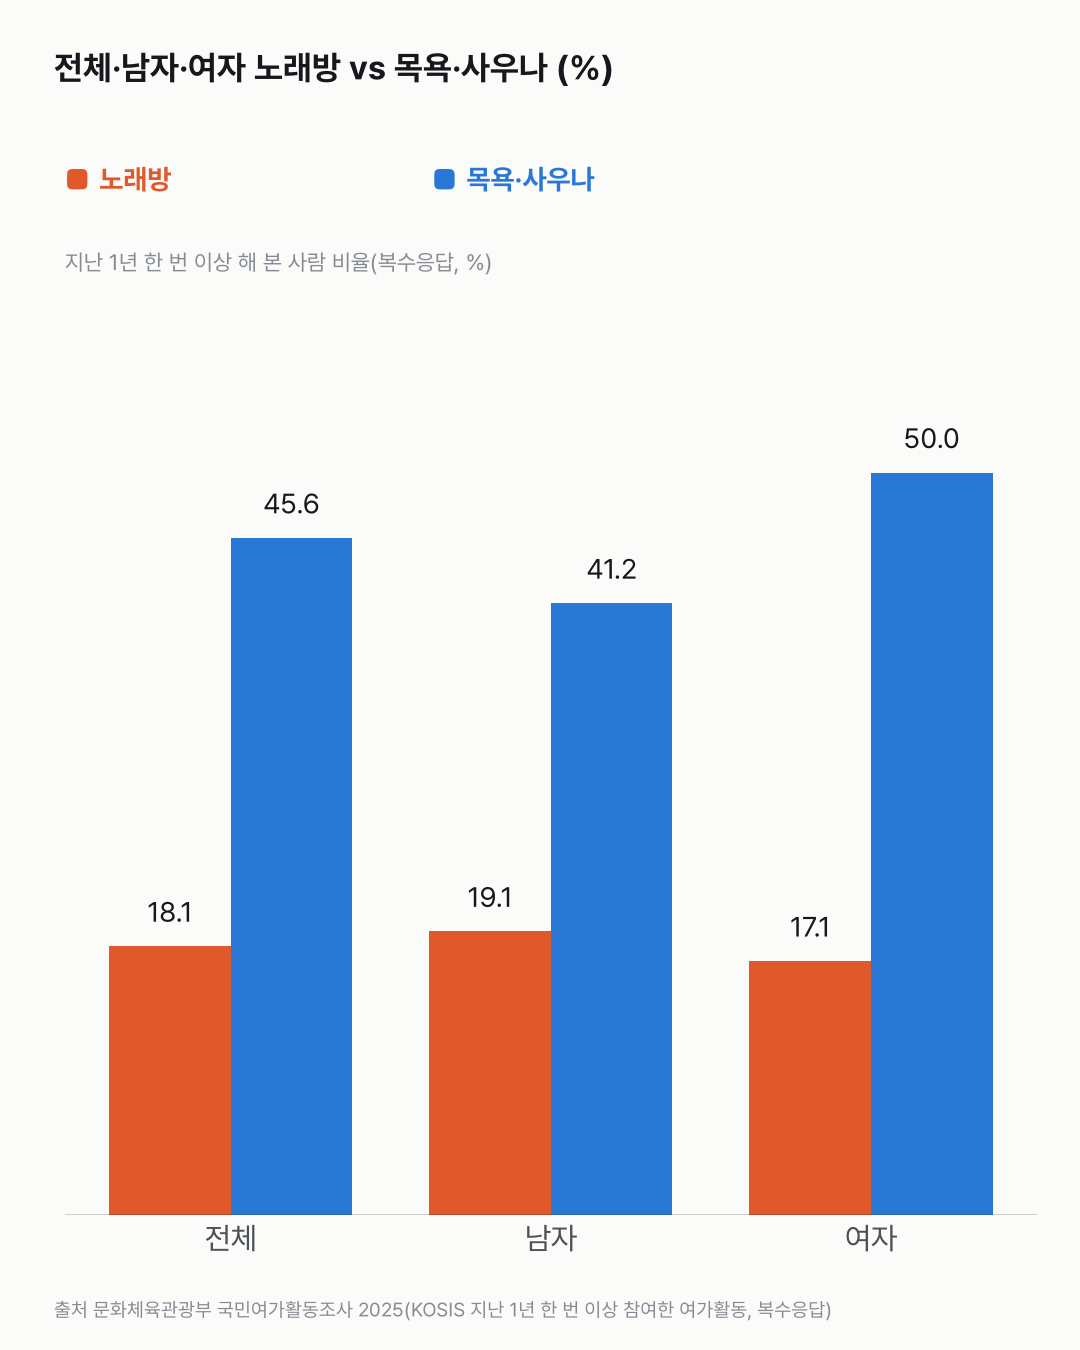 전체·남자·여자 노래방 vs 목욕·사우나 (%)
노래방 목욕·사우나
지난 1년 한 번 이상 해 본 사람 비율(복수응답, %)
50.0
45.6
41.2
19.1
18.1
17.1
전체 남자 여자
출처 문화체육관광부 국민여가활동조사 2025(KOSIS 지난 1년 한 번 이상 참여한 여가활동, 복수응답)